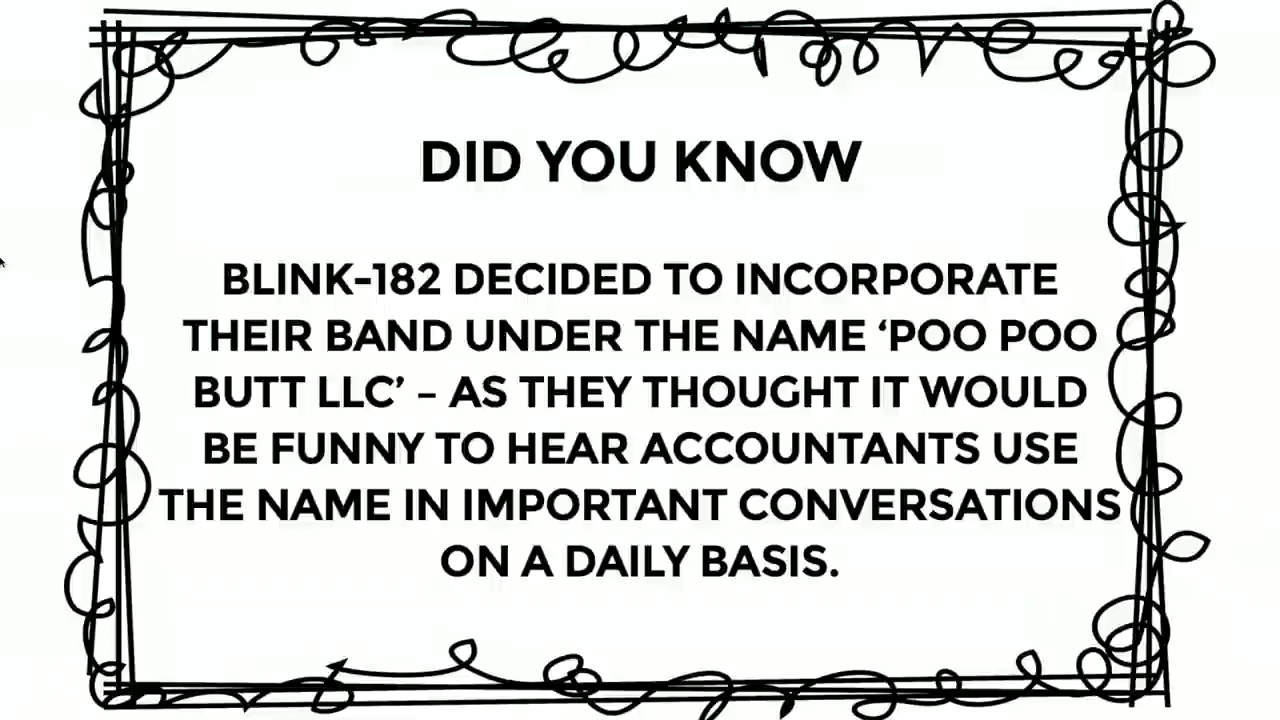 DID YOU KNOW
BLINK-182 DECIDED TO INCORPORATE
THEIR BAND UNDER THE NAME ‘POO POO
BUTT LLC’ – AS THEY THOUGHT IT WOULD
BE FUNNY TO HEAR ACCOUNTANTS USE
THE NAME IN IMPORTANT CONVERSATIONS
ON A DAILY BASIS.